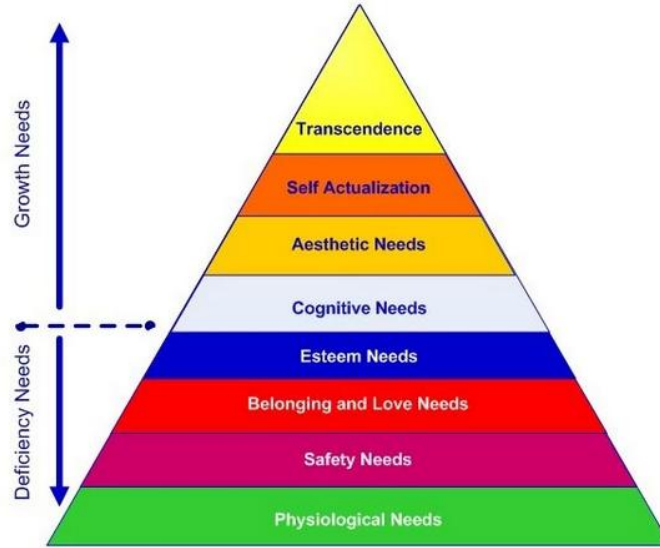 Growth Needs
Deficiency Needs
Transcendence
Self Actualization
Aesthetic Needs
Cognitive Needs
Esteem Needs
Belonging and Love Needs
Safety Needs
Physiological Needs